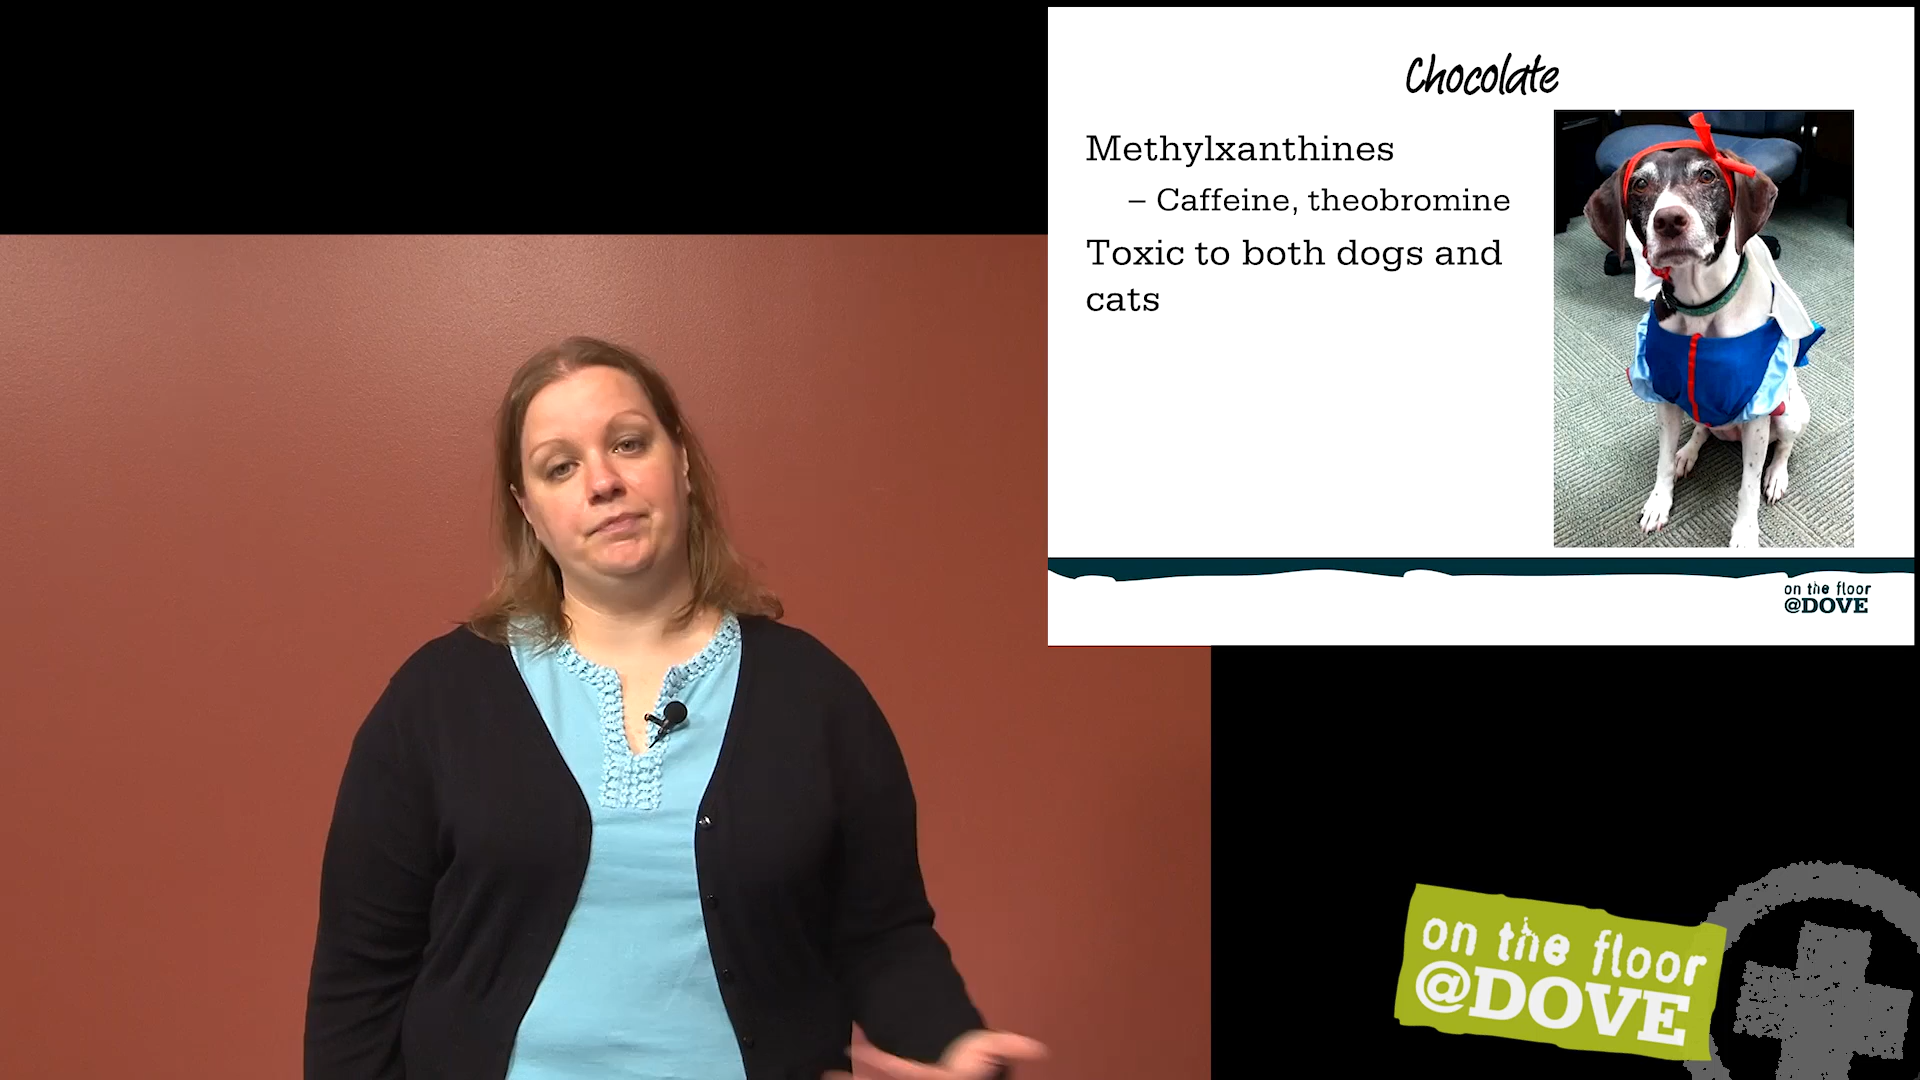 Chocolate
Methylxanthines
– Caffeine, theobromine
Toxic to both dogs and
cats
on the floor
@DOVE
on the floor
@DOVE